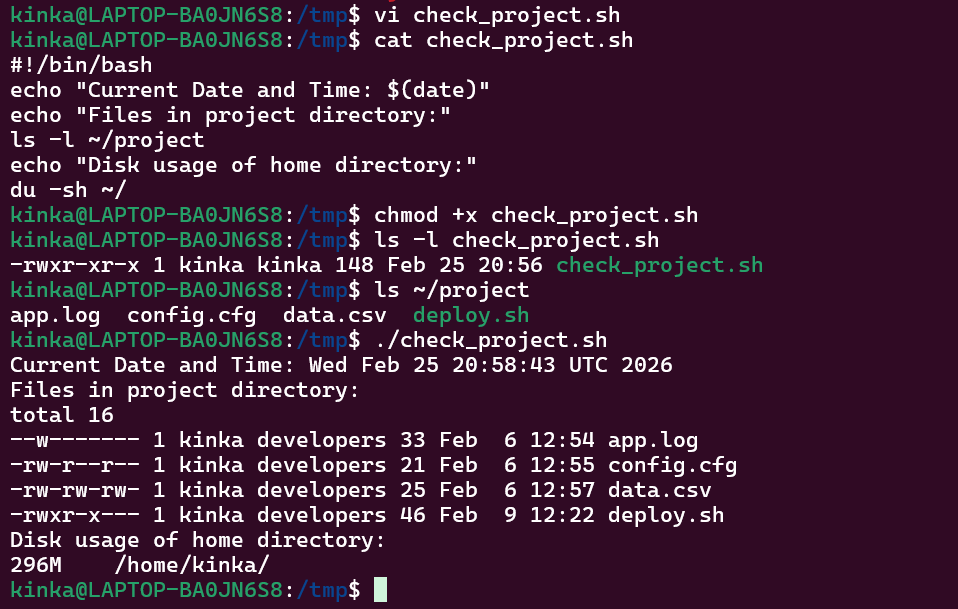 kinka@LAPTOP-BA0JN6S8:/tmp$ vi check_project.sh
kinka@LAPTOP-BA0JN6S8:/tmp$ cat check_project.sh
#!/bin/bash
echo "Current Date and Time: $(date)"
echo "Files in project directory:"
ls -l ~/project
echo "Disk usage of home directory:"
du -sh ~/
kinka@LAPTOP-BA0JN6S8:/tmp$ chmod +x check_project.sh
kinka@LAPTOP-BA0JN6S8:/tmp$ ls -l check_project.sh
-rwxr-xr-x 1 kinka kinka 148 Feb 25 20:56 check_project.sh
kinka@LAPTOP-BA0JN6S8:/tmp$ ls ~/project
app.log  config.cfg  data.csv  deploy.sh
kinka@LAPTOP-BA0JN6S8:/tmp$ ./check_project.sh
Current Date and Time: Wed Feb 25 20:58:43 UTC 2026
Files in project directory:
total 16
--w------- 1 kinka developers 33 Feb  6 12:54 app.log
-rw-r--r-- 1 kinka developers 21 Feb  6 12:55 config.cfg
-rw-rw-rw- 1 kinka developers 25 Feb  6 12:57 data.csv
-rwxr-x--- 1 kinka developers 46 Feb  9 12:22 deploy.sh
Disk usage of home directory:
296M    /home/kinka/
kinka@LAPTOP-BA0JN6S8:/tmp$